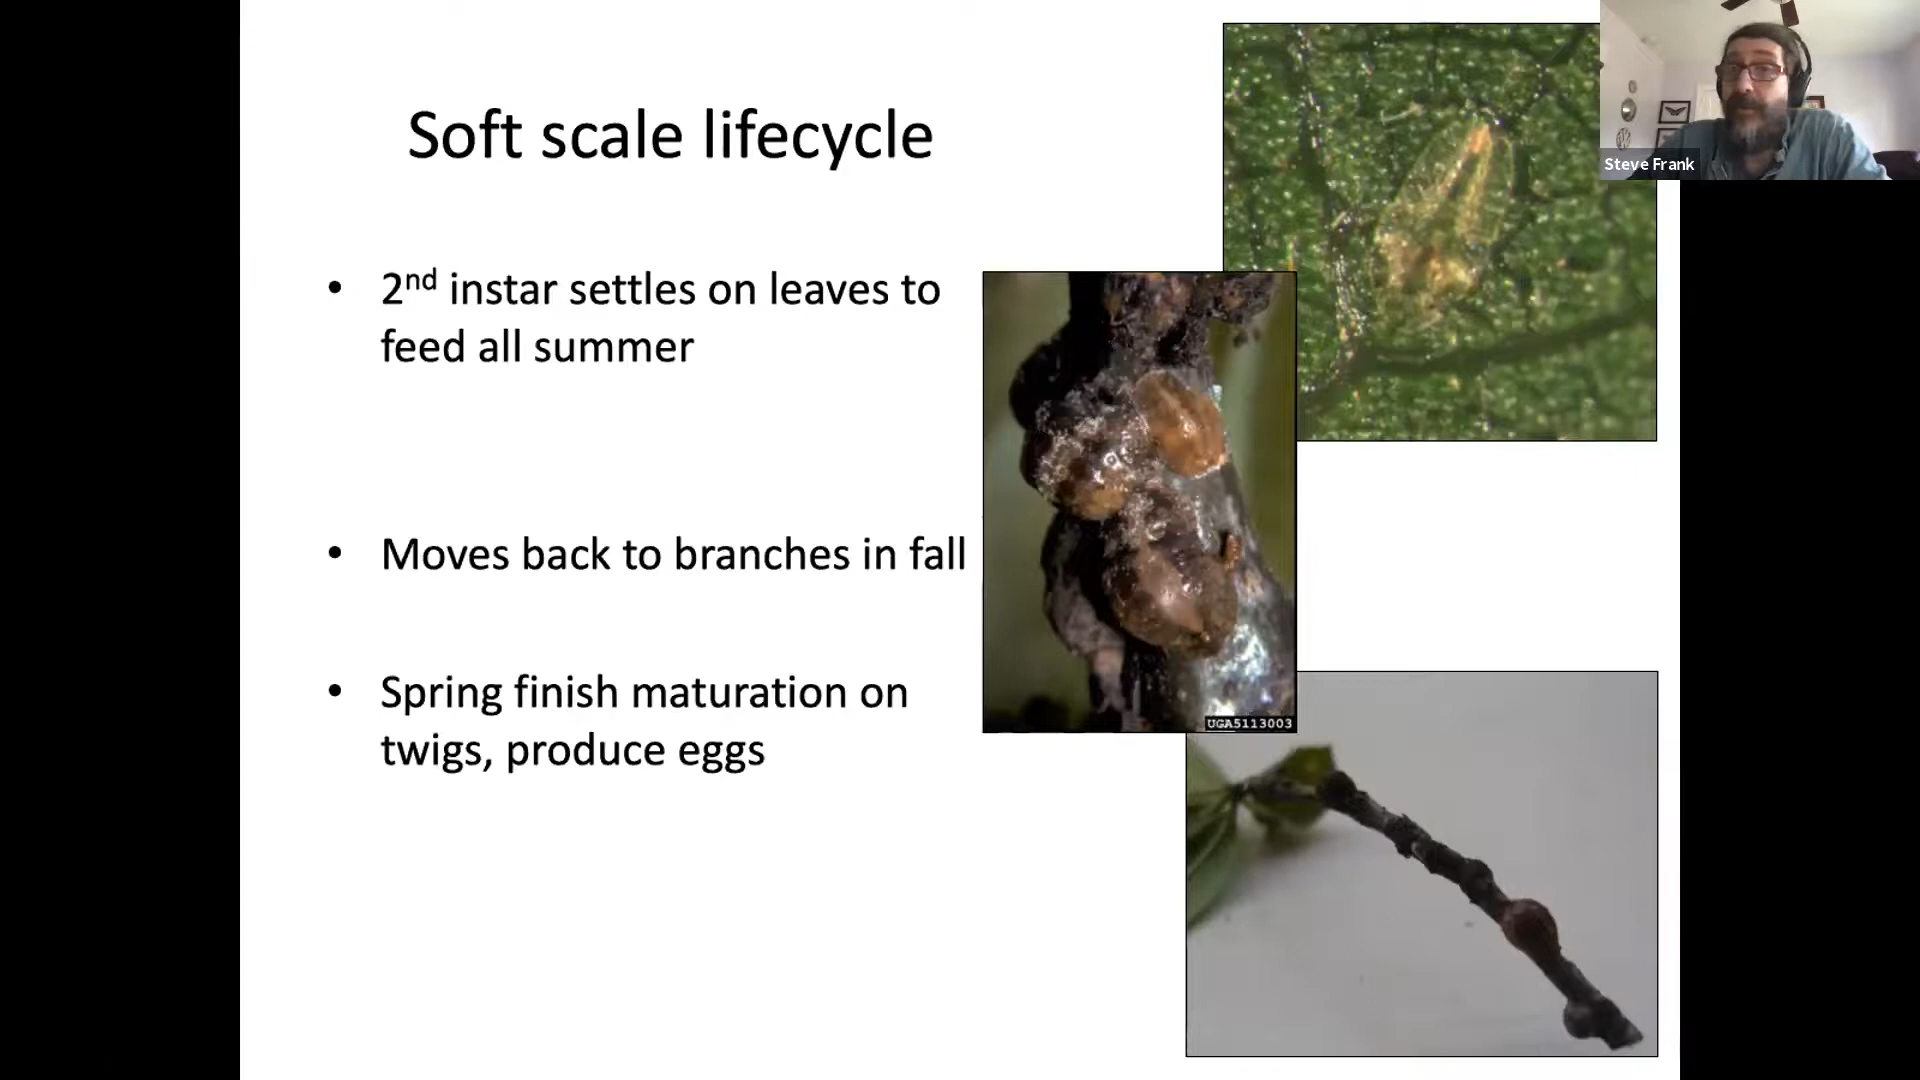 Soft scale lifecycle
Steve Frank
• 2nd instar settles on leaves to
feed all summer
• Moves back to branches in fall
• Spring finish maturation on
twigs, produce eggs
UGA5113003